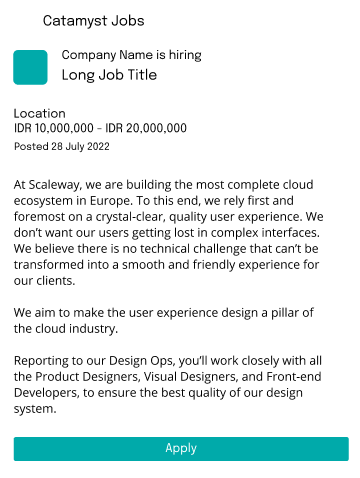 Catamyst Jobs
Company Name is hiring
Long Job Title
Location
IDR 10,000,000 - IDR 20,000,000
Posted 28 July 2022
At Scaleway, we are building the most complete cloud
ecosystem in Europe. To this end, we rely first and
foremost on a crystal-clear, quality user experience. We
don’t want our users getting lost in complex interfaces.
We believe there is no technical challenge that can’t be
transformed into a smooth and friendly experience for
our clients.
We aim to make the user experience design a pillar of
the cloud industry.
Reporting to our Design Ops, you’ll work closely with all
the Product Designers, Visual Designers, and Front-end
Developers, to ensure the best quality of our design
system.
Apply